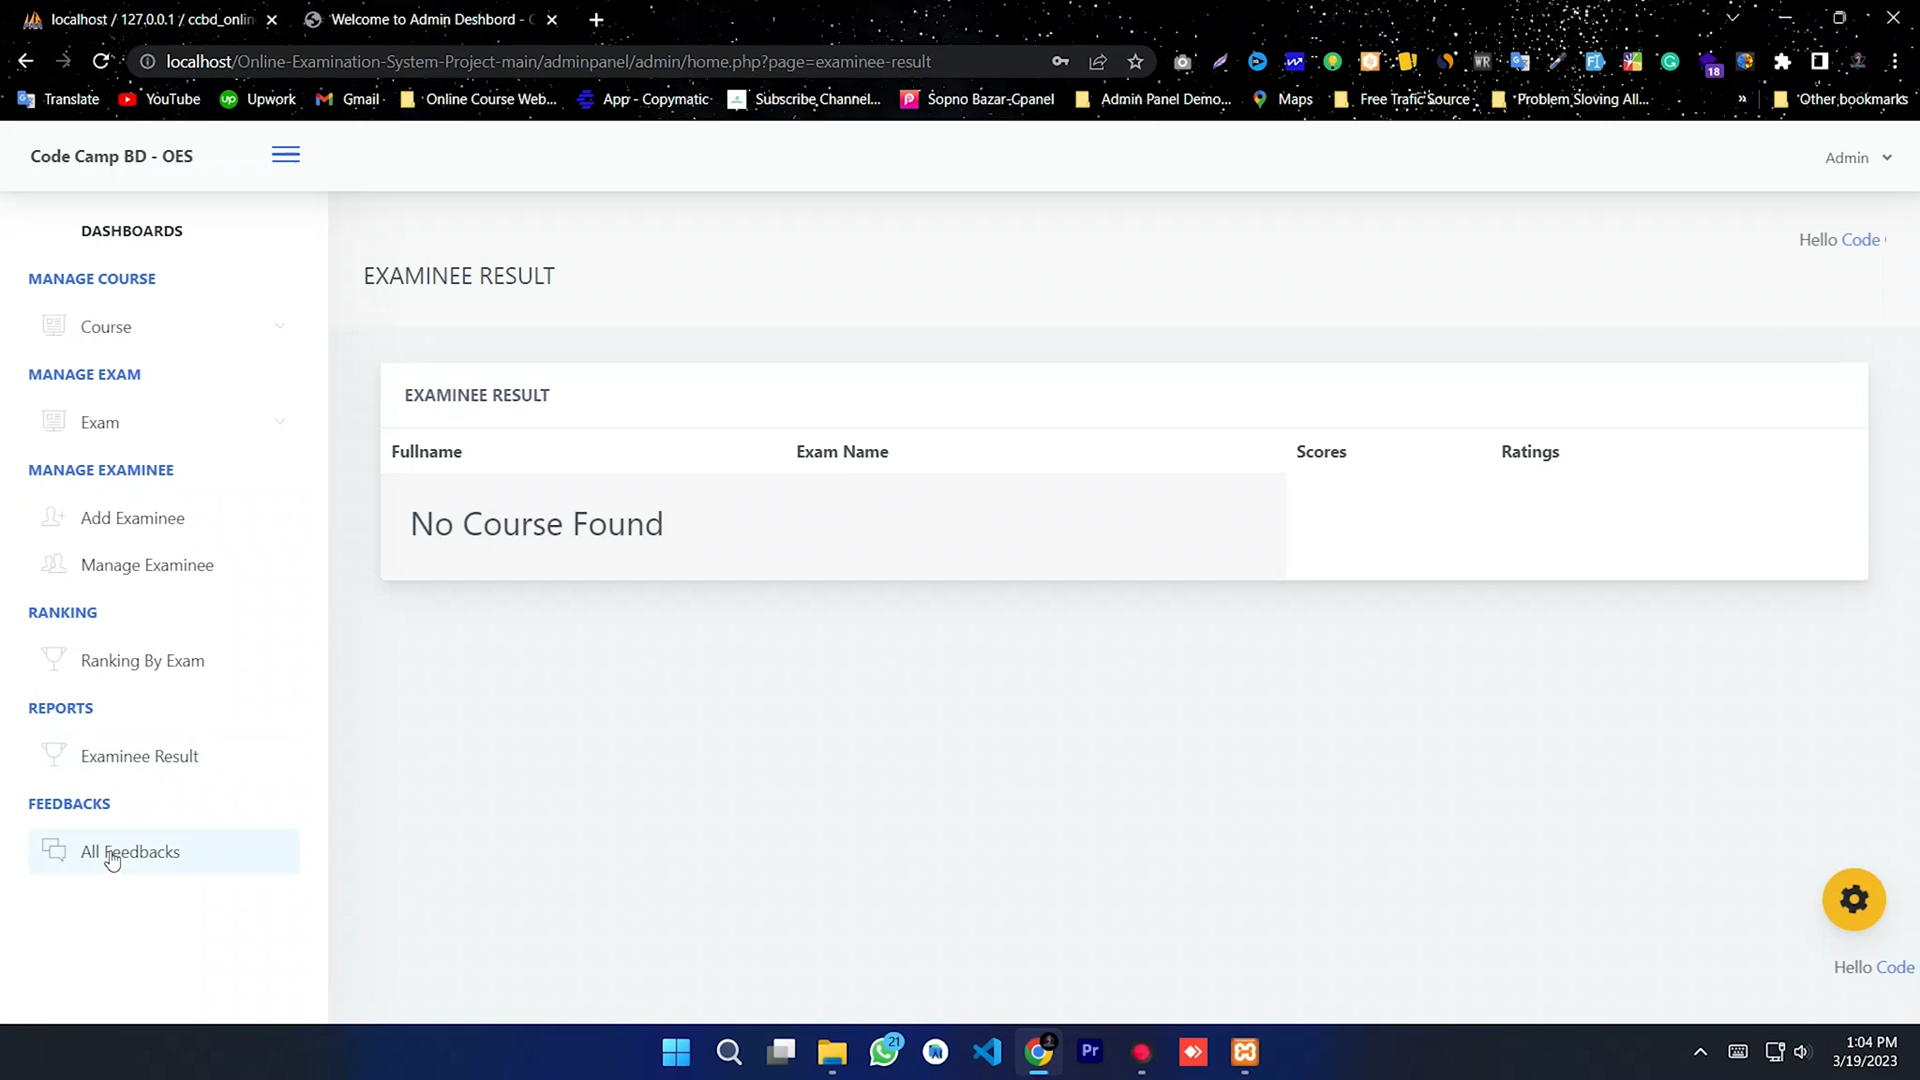 localhost / 127.0.0.1 / ccbd_onlin
Welcome to Admin Deshbord -
localhost/Online-Examination-System-Project-main/adminpanel/admin/home.php?page=examinee-result
18
Translate
YouTube
Upwork
Gmail
Online Course Web...
App - Copymatic
Subscribe Channel...
Sopno Bazar-Cpanel
Admin Panel Demo...
Maps
Free Trafic Source
Problem Sloving All...
»
Other bookmarks
Code Camp BD - OES
Admin
DASHBOARDS
Hello Code
MANAGE COURSE
EXAMINEE RESULT
Course
MANAGE EXAM
EXAMINEE RESULT
Exam
Fullname Exam Name Scores Ratings
MANAGE EXAMINEE
No Course Found
Add Examinee
Manage Examinee
RANKING
Ranking By Exam
REPORTS
Examinee Result
FEEDBACKS
All Feedbacks
Hello Code
21
Pr
1:04 PM
3/19/2023